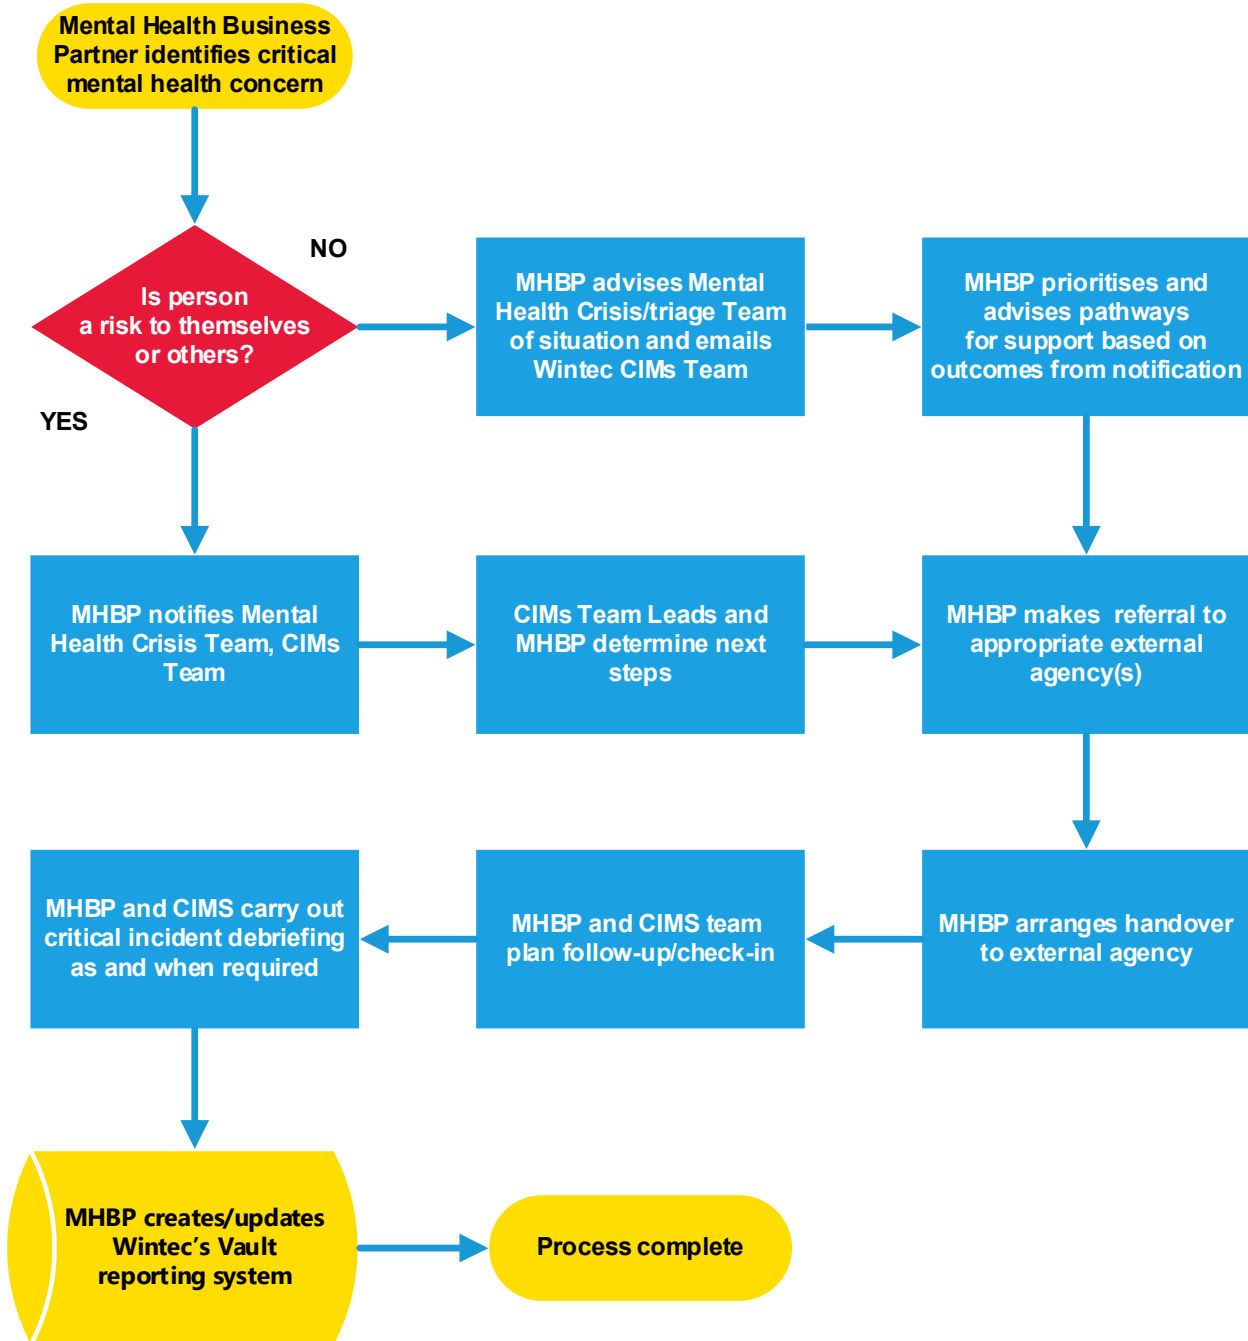 Mental Health Business
Partner identifies critical
mental health concern
NO
Is person
a risk to themselves
or others?
YES
MHBP advises Mental
Health Crisis/triage Team
of situation and emails
Wintec CIMs Team
MHBP prioritises and
advises pathways
for support based on
outcomes from notification
MHBP notifies Mental
Health Crisis Team, CIMs
Team
CIMs Team Leads and
MHBP determine next
steps
MHBP makes referral to
appropriate external
agency(s)
MHBP and CIMS carry out
critical incident debriefing
as and when required
MHBP and CIMS team
plan follow-up/check-in
MHBP arranges handover
to external agency
MHBP creates/updates
Wintec's Vault
reporting system
Process complete